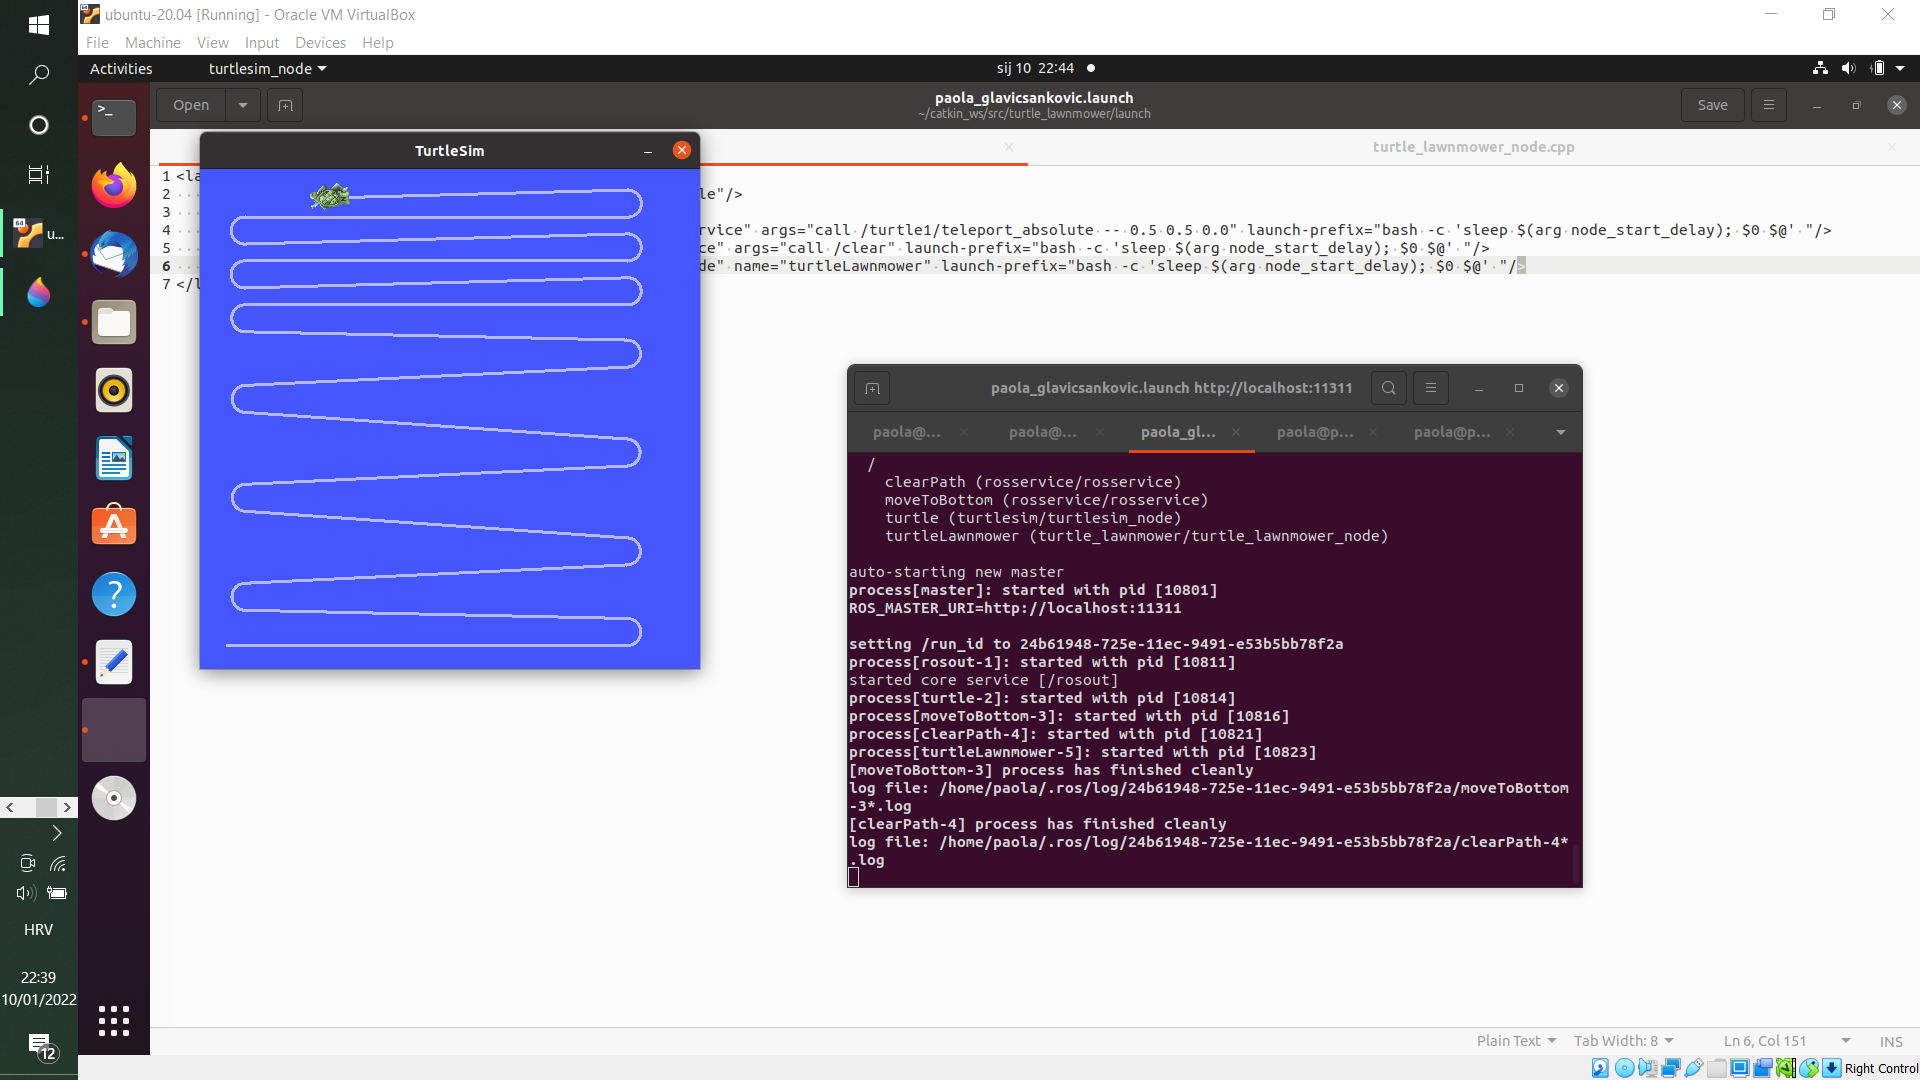 ubuntu-20.04 [Running] - Oracle VM VirtualBox
File Machine View Input Devices Help
Activities turtlesim_node sij 10 22:44
Open paola_glavicsankovic.launch Save
~/catkin_ws/src/turtle_lawnmower/launch
turtle_lawnmower_node.cpp
TurtleSim
1 <la
2 le"/>
3
4 rvice" args="call /turtle1/teleport_absolute -- 0.5 0.5 0.0" launch-prefix="bash -c 'sleep $(arg node_start_delay); $0 $@' "/>
5 ce" args="call /clear" launch-prefix="bash -c 'sleep $(arg node_start_delay); $0 $@' "/>
6 de" name="turtleLawnmower" launch-prefix="bash -c 'sleep $(arg node_start_delay); $0 $@' "/>
7 </l
64 u...
paola_glavicsankovic.launch http://localhost:11311
paola@... paola@... paola_gl... paola@p... paola@p...
/
clearPath (rosservice/rosservice)
moveToBottom (rosservice/rosservice)
turtle (turtlesim/turtlesim_node)
turtleLawnmower (turtle_lawnmower/turtle_lawnmower_node)
auto-starting new master
process[master]: started with pid [10801]
ROS_MASTER_URI=http://localhost:11311
setting /run_id to 24b61948-725e-11ec-9491-e53b5bb78f2a
process[rosout-1]: started with pid [10811]
started core service [/rosout]
process[turtle-2]: started with pid [10814]
process[moveToBottom-3]: started with pid [10816]
process[clearPath-4]: started with pid [10821]
process[turtleLawnmower-5]: started with pid [10823]
[moveToBottom-3] process has finished cleanly
log file: /home/paola/.ros/log/24b61948-725e-11ec-9491-e53b5bb78f2a/moveToBottom
-3*.log
[clearPath-4] process has finished cleanly
log file: /home/paola/.ros/log/24b61948-725e-11ec-9491-e53b5bb78f2a/clearPath-4*
.log
HRV
22:39
10/01/2022
12
Plain Text Tab Width: 8 Ln 6, Col 151 INS
Right Control